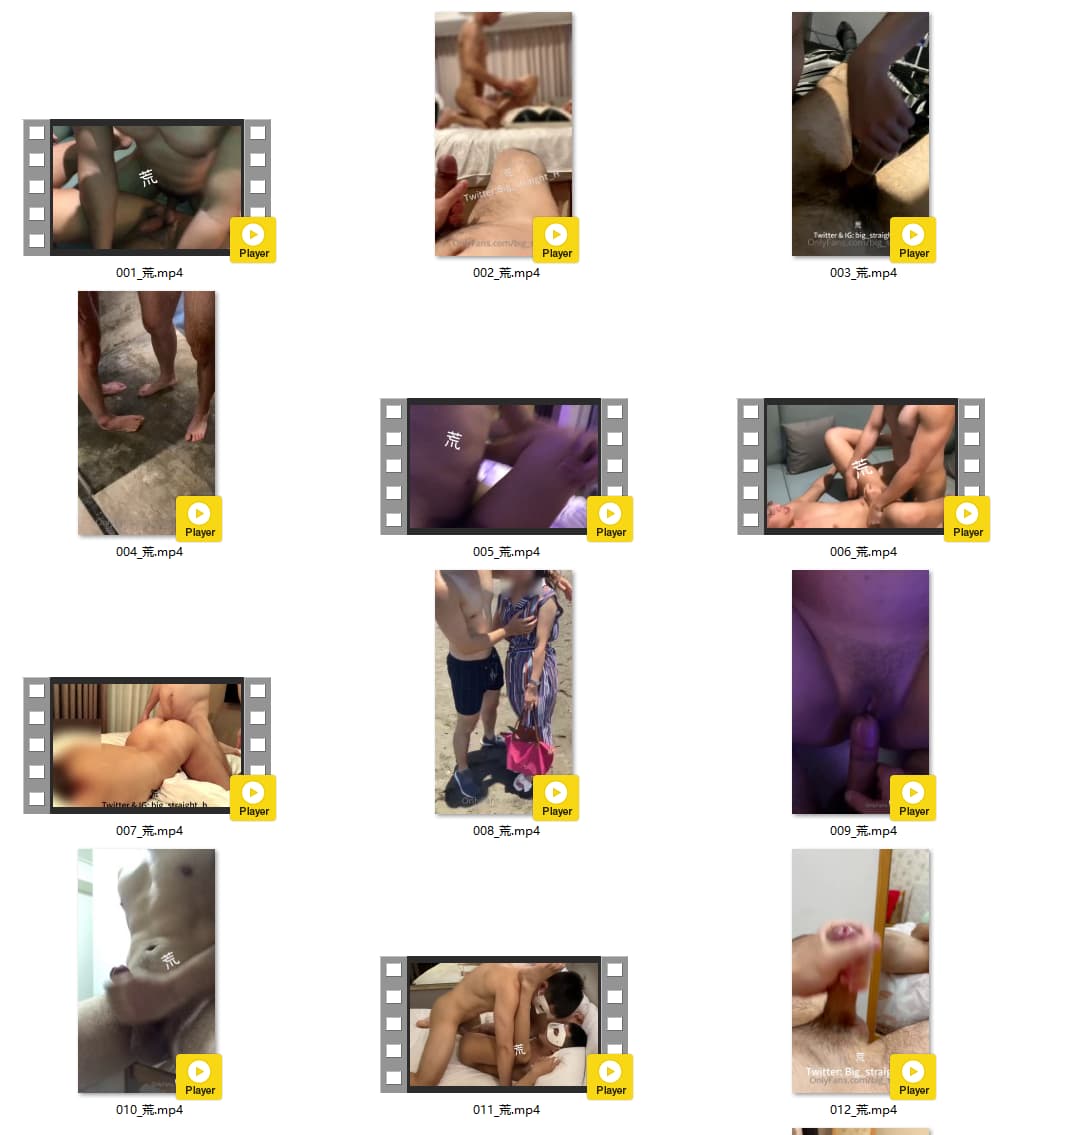 荒
荒
Twitter: Big_straight_h
OnlyFans.com/big_s
荒
Twitter & IG: big_straigh
OnlyFans.com/big_s
Player
Player
Player
001_荒.mp4
002_荒.mp4
003_荒.mp4
荒
荒
Player
Player
Player
004_荒.mp4
005_荒.mp4
006_荒.mp4
荒
Twitter & IG: big_straight_h
Player
Player
Player
007_荒.mp4
008_荒.mp4
009_荒.mp4
荒
荒
荒
Twitter: Big_straig
OnlyFans.com/big_s
Player
Player
Player
010_荒.mp4
011_荒.mp4
012_荒.mp4